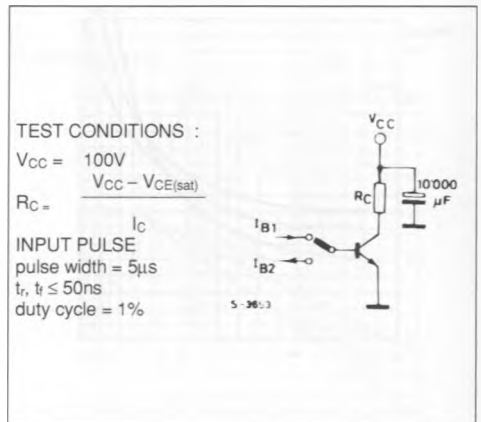 TEST CONDITIONS :
VCC = 100V
RC = VCC – VCE(sat)
IC
INPUT PULSE
pulse width = 5µs
tr, tf ≤ 50ns
duty cycle = 1%
VCC
RC
10'000
µF
IB1
IB2